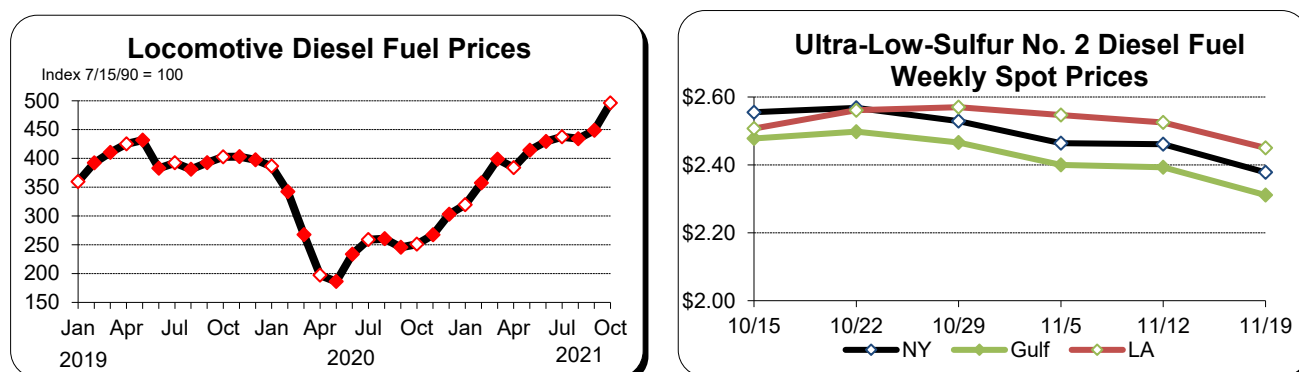 Locomotive Diesel Fuel Prices
Index 7/15/90 = 100
500
450
400
350
300
250
200
150
Jan Apr Jul Oct Jan Apr Jul Oct Jan Apr Jul Oct
2019 2020 2021
Ultra-Low-Sulfur No. 2 Diesel Fuel
Weekly Spot Prices
$2.60
$2.40
$2.20
$2.00
10/15 10/22 10/29 11/5 11/12 11/19
NY Gulf LA